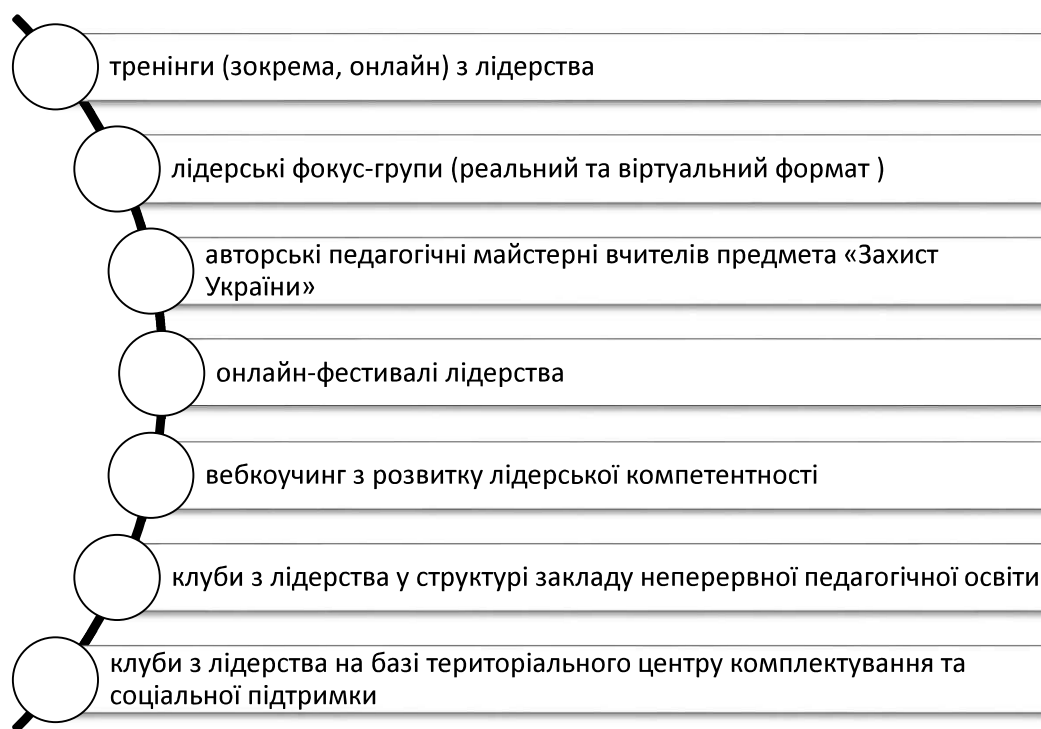 тренінги (зокрема, онлайн) з лідерства
лідерські фокус-групи (реальний та віртуальний формат )
авторські педагогічні майстерні вчителів предмета «Захист
України»
онлайн-фестивалі лідерства
вебкоучинг з розвитку лідерської компетентності
клуби з лідерства у структурі закладу неперервної педагогічної освіти
клуби з лідерства на базі територіального центру комплектування та
соціальної підтримки